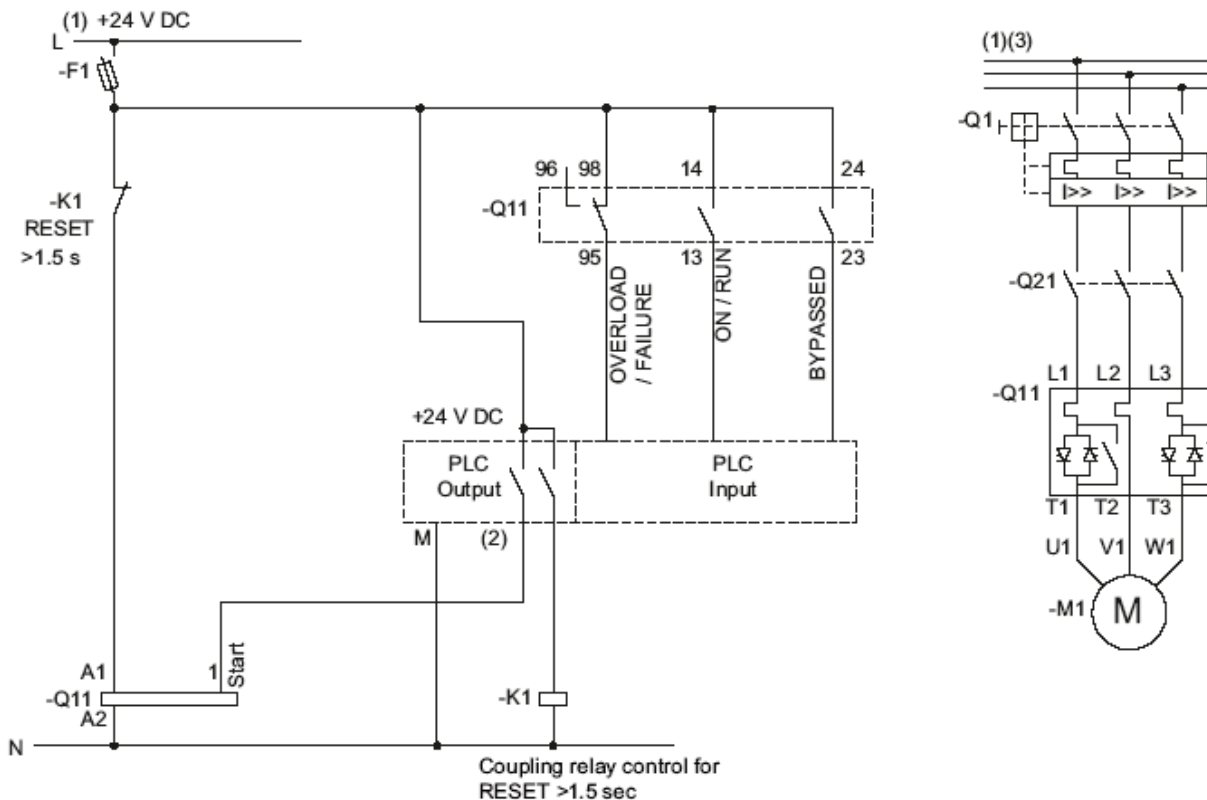 (1) +24 V DC
L
-F1
-K1
RESET
>1.5 s
96 98 14 24
-Q11
95 13 23
OVERLOAD
/ FAILURE
ON / RUN
BYPASSED
+24 V DC
PLC
Output
PLC
Input
M (2)
A1 1
Start
-Q11
A2
-K1
N
Coupling relay control for
RESET >1.5 sec
(1)(3)
-Q1
I>> I>> I>>
-Q21
L1 L2 L3
-Q11
T1 T2 T3
U1 V1 W1
-M1
M